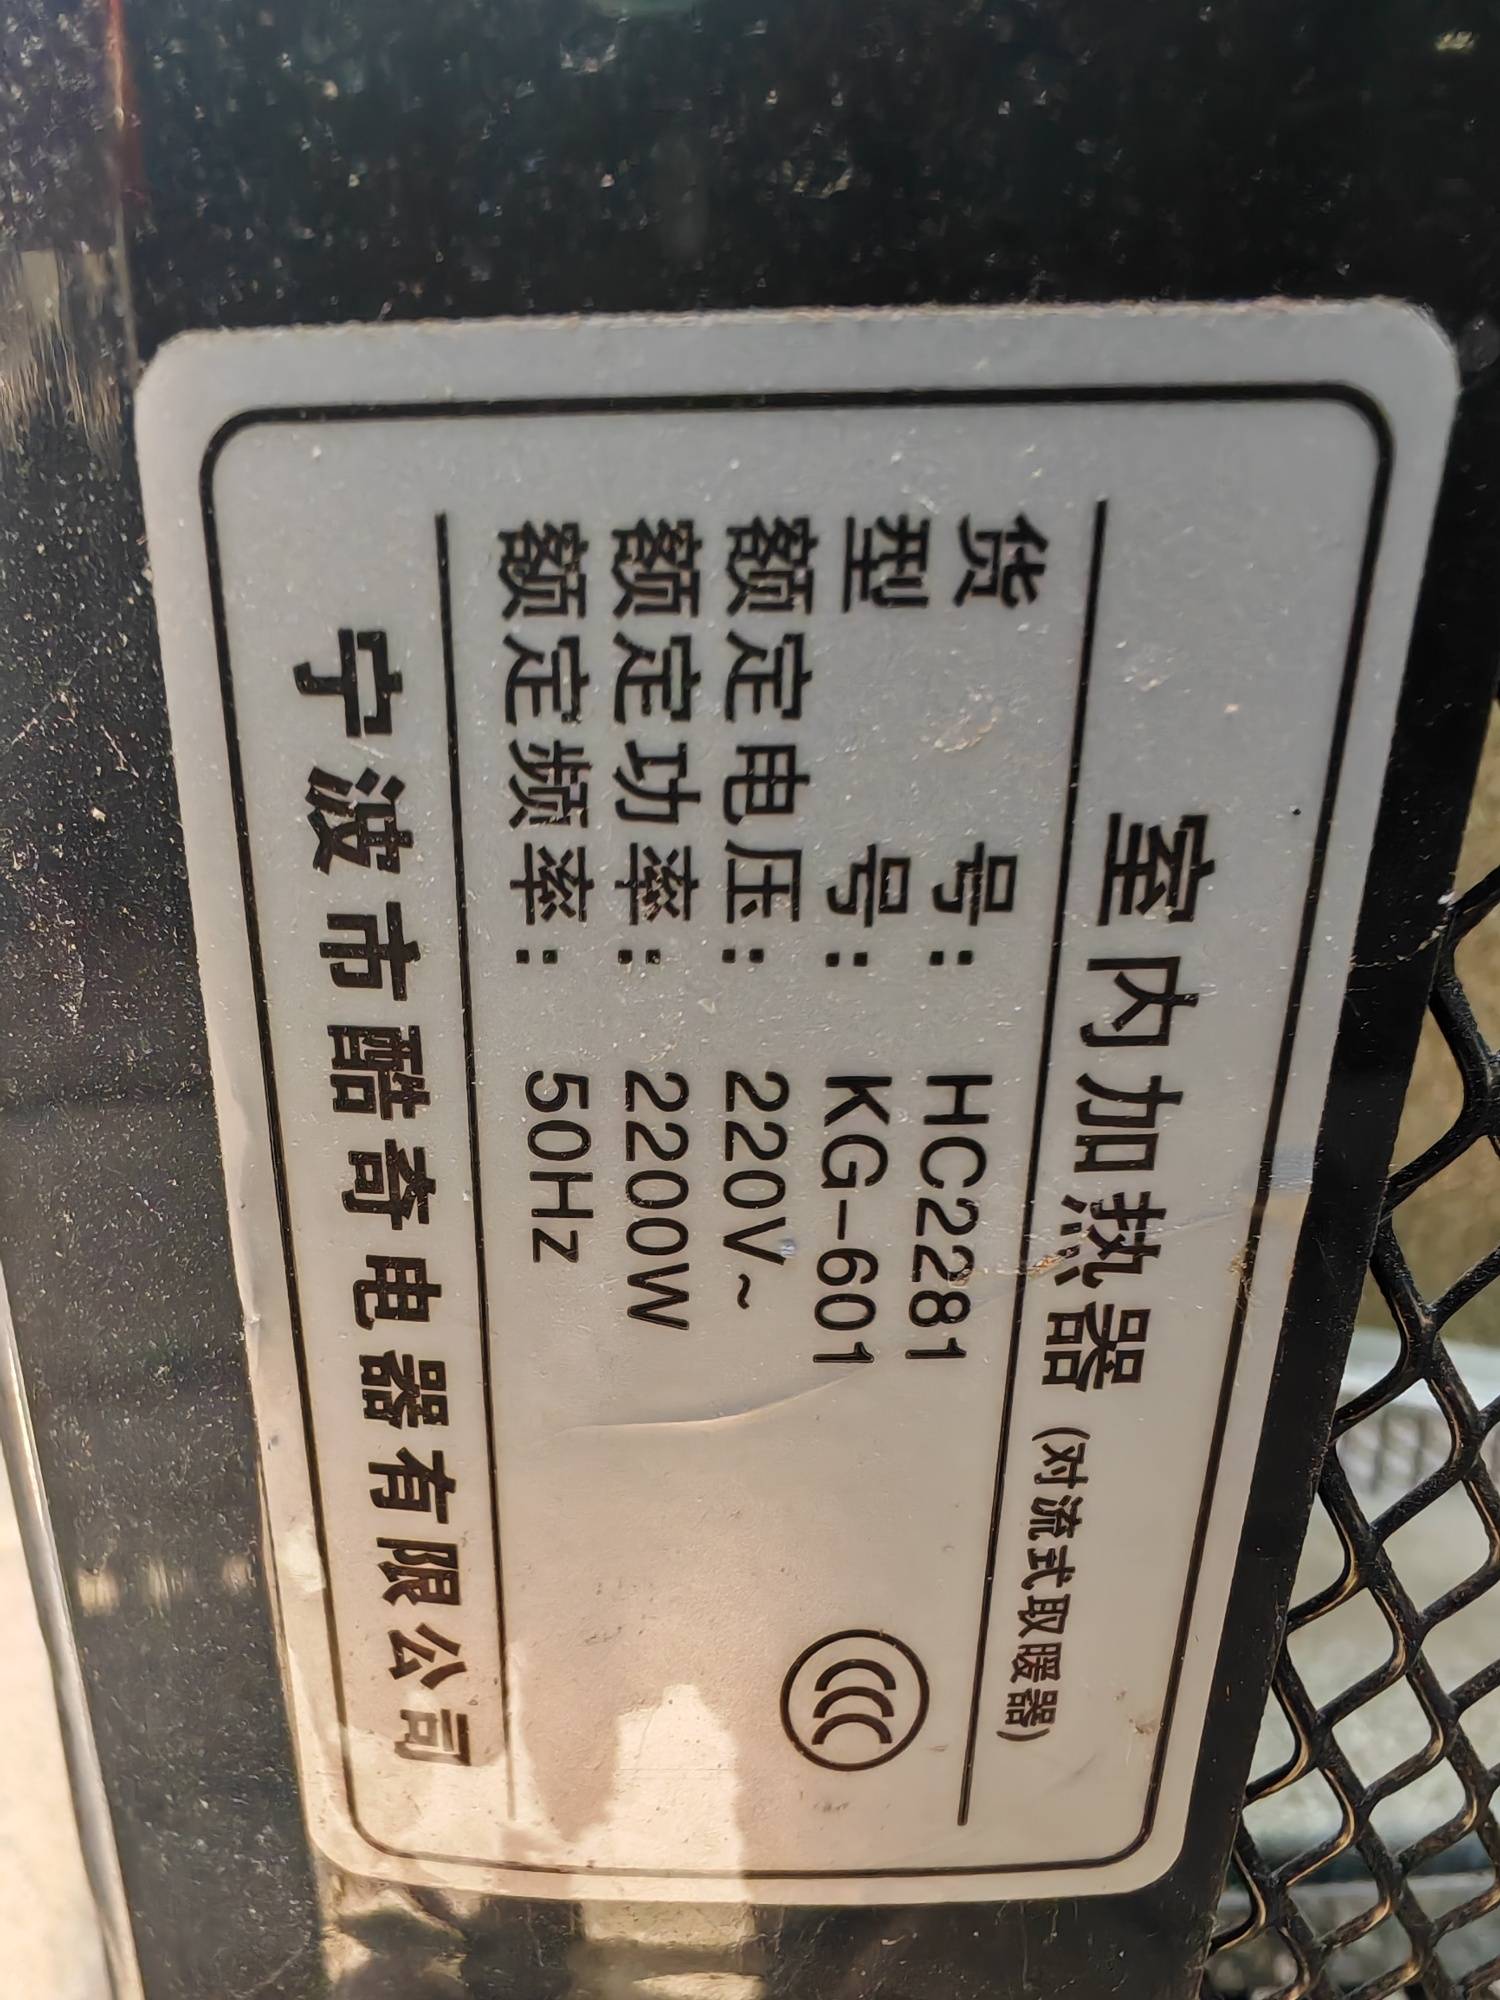 室内加热器(对流式取暖器)
货号: HC2281
型号: KG-601
额定电压: 220V~
额定功率: 2200W
额定频率: 50Hz
CCC
宁波市酷奇电器有限公司